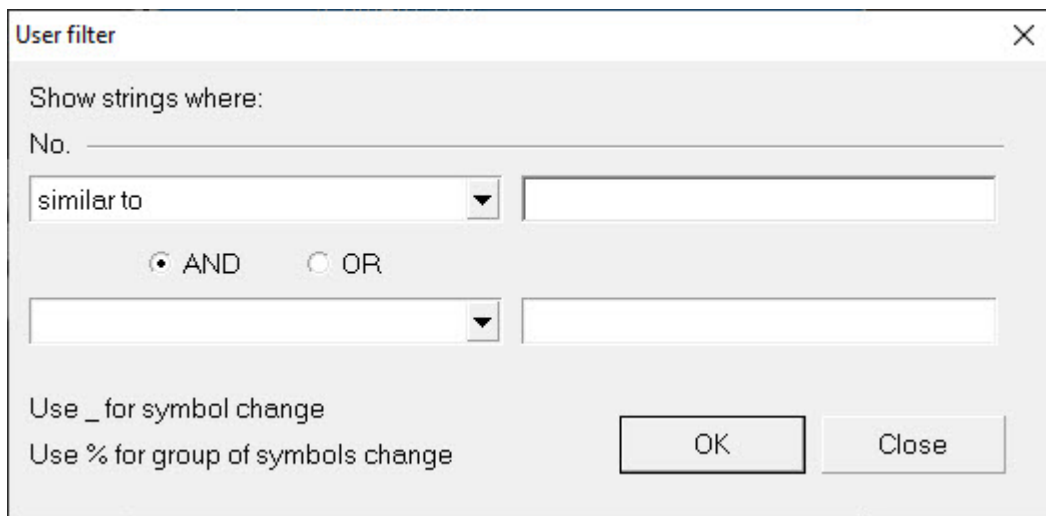 User filter
Show strings where:
No.
similar to
AND OR
Use _ for symbol change
Use % for group of symbols change
OK Close